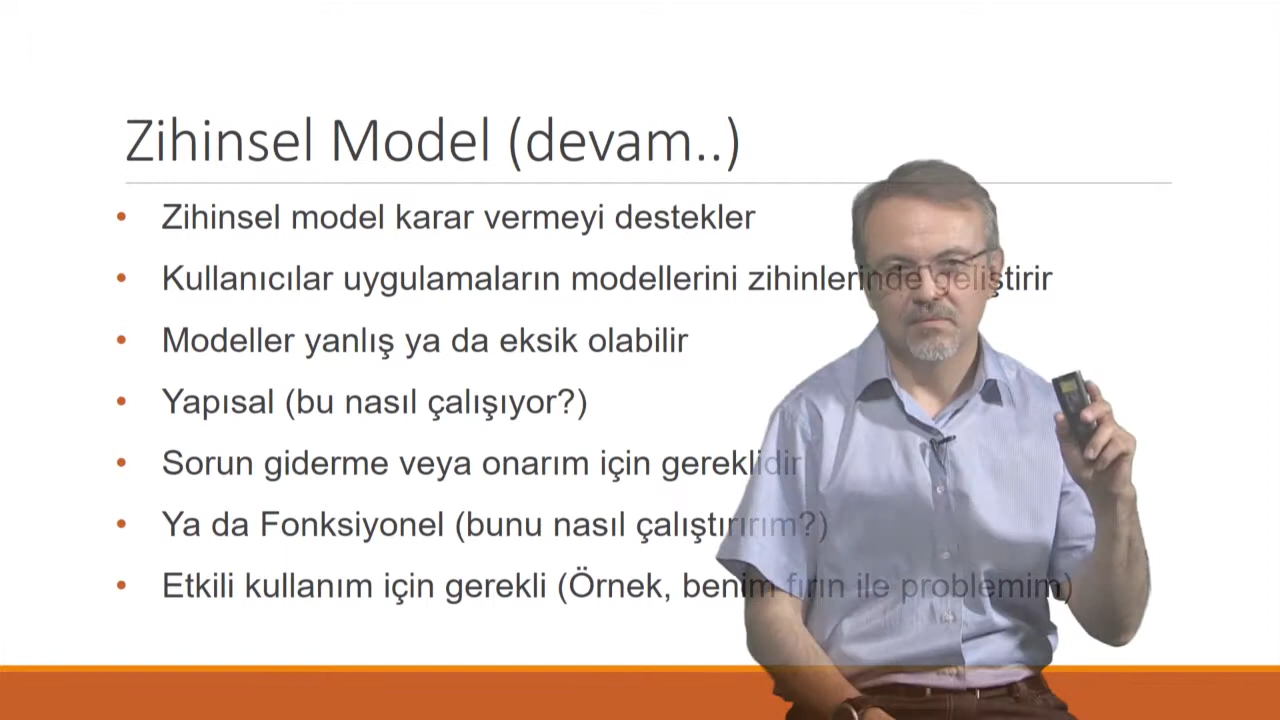 Zihinsel Model (devam..)
• Zihinsel model karar vermeyi destekler
• Kullanıcılar uygulamaların modellerini zihinlerinde geliştirir
• Modeller yanlış ya da eksik olabilir
• Yapısal (bu nasıl çalışıyor?)
• Sorun giderme veya onarım için gereklidir
• Ya da Fonksiyonel (bunu nasıl çalıştırırım?)
• Etkili kullanım için gerekli (Örnek, benim fırın ile problemim)